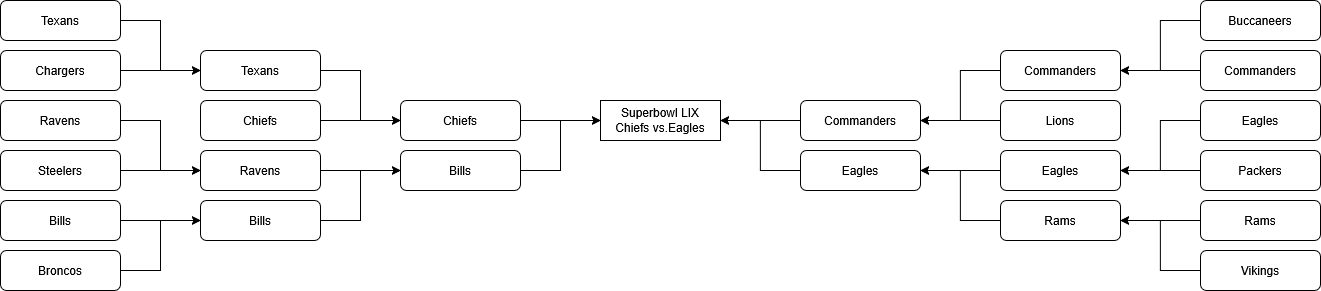 Texans
Buccaneers
Chargers
Texans
Commanders
Commanders
Ravens
Chiefs
Chiefs
Superbowl LIX
Chiefs vs.Eagles
Commanders
Lions
Eagles
Steelers
Ravens
Bills
Eagles
Eagles
Packers
Bills
Bills
Rams
Rams
Broncos
Vikings